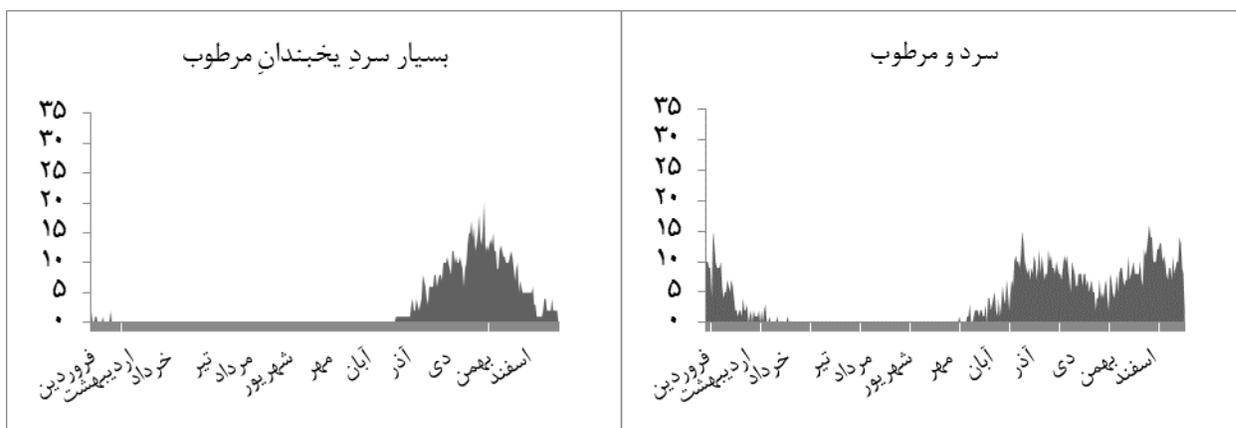 بسیار سردِ یخبندانِ مرطوب
۳۵
۳۰
۲۵
۲۰
۱۵
۱۰
۵
۰
فروردین
اردیبهشت
خرداد
تیر
مرداد
شهریور
مهر
آبان
آذر
دی
بهمن
اسفند
سرد و مرطوب
۳۵
۳۰
۲۵
۲۰
۱۵
۱۰
۵
۰
فروردین
اردیبهشت
خرداد
تیر
مرداد
شهریور
مهر
آبان
آذر
دی
بهمن
اسفند